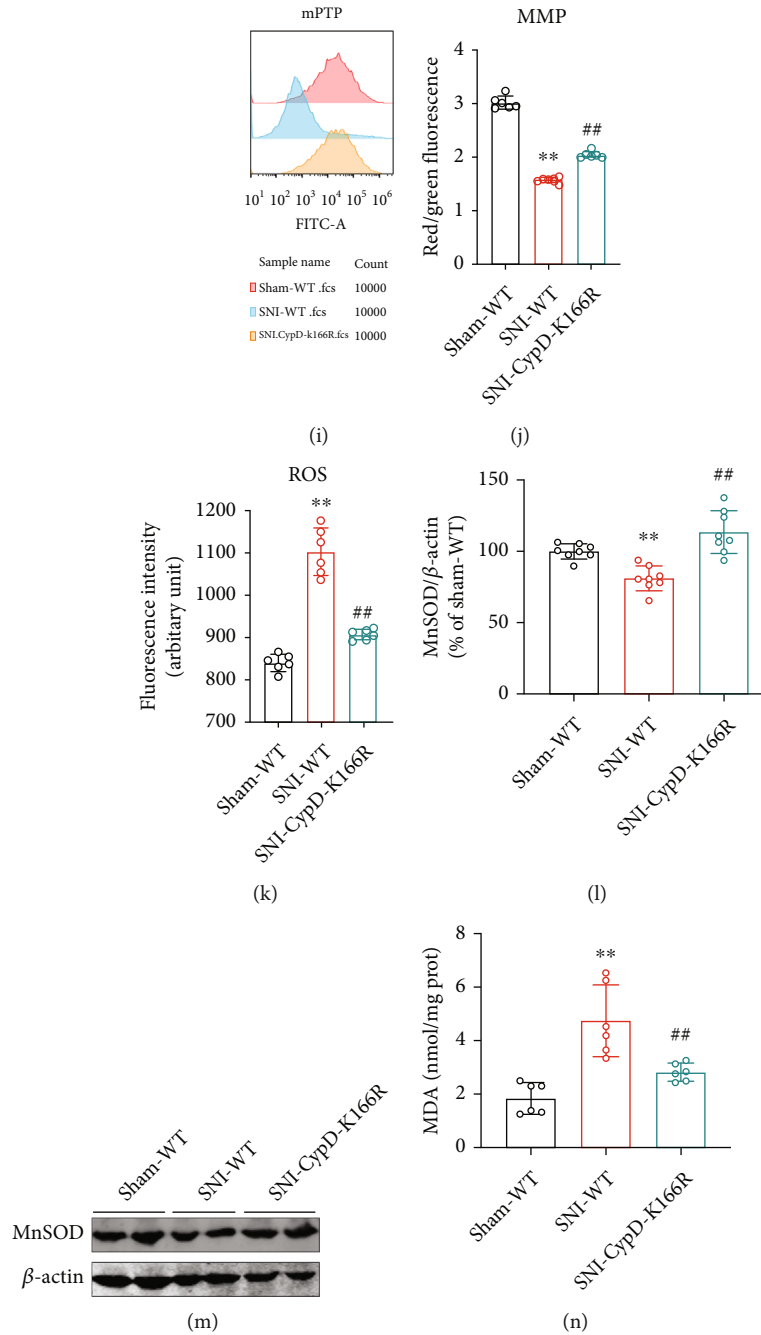 mPTP
10¹ 10² 10³ 10⁴ 10⁵ 10⁶
FITC-A
Sample name Count
Sham-WT .fcs 10000
SNI-WT .fcs 10000
SNI.CypD-k166R.fcs 10000
(i)
MMP
Red/green fluorescence
4
3
2
1
0
**
##
Sham-WT
SNI-WT
SNI-CypD-K166R
(j)
ROS
Fluorescence intensity
(arbitary unit)
1200
1100
1000
900
800
700
**
##
Sham-WT
SNI-WT
SNI-CypD-K166R
(k)
MnSOD/β-actin
(% of sham-WT)
150
100
50
0
**
##
Sham-WT
SNI-WT
SNI-CypD-K166R
(l)
Sham-WT
SNI-WT
SNI-CypD-K166R
MnSOD
β-actin
(m)
MDA (nmol/mg prot)
8
6
4
2
0
**
##
Sham-WT
SNI-WT
SNI-CypD-K166R
(n)